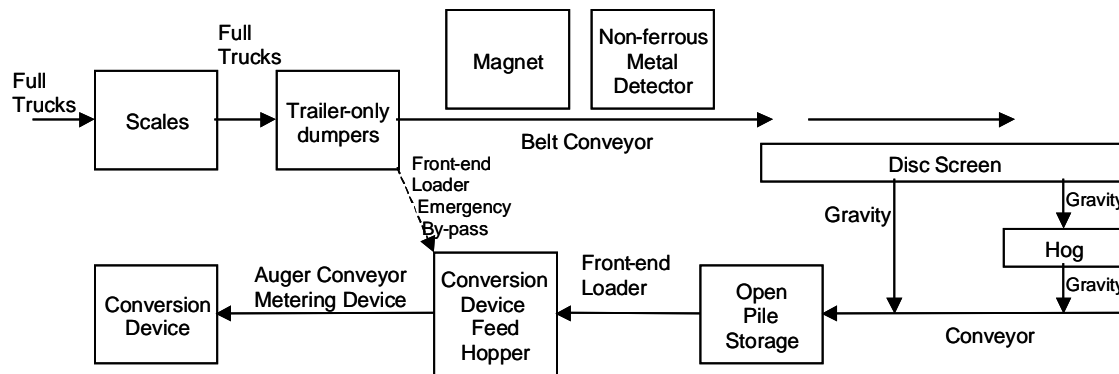 Full
Trucks
Scales
Full
Trucks
Trailer-only
dumpers
Magnet
Non-ferrous
Metal
Detector
Belt Conveyor
Disc Screen
Gravity
Gravity
Hog
Gravity
Conveyor
Front-end
Loader
Emergency
By-pass
Open
Pile
Storage
Front-end
Loader
Conversion
Device
Feed
Hopper
Auger Conveyor
Metering Device
Conversion
Device